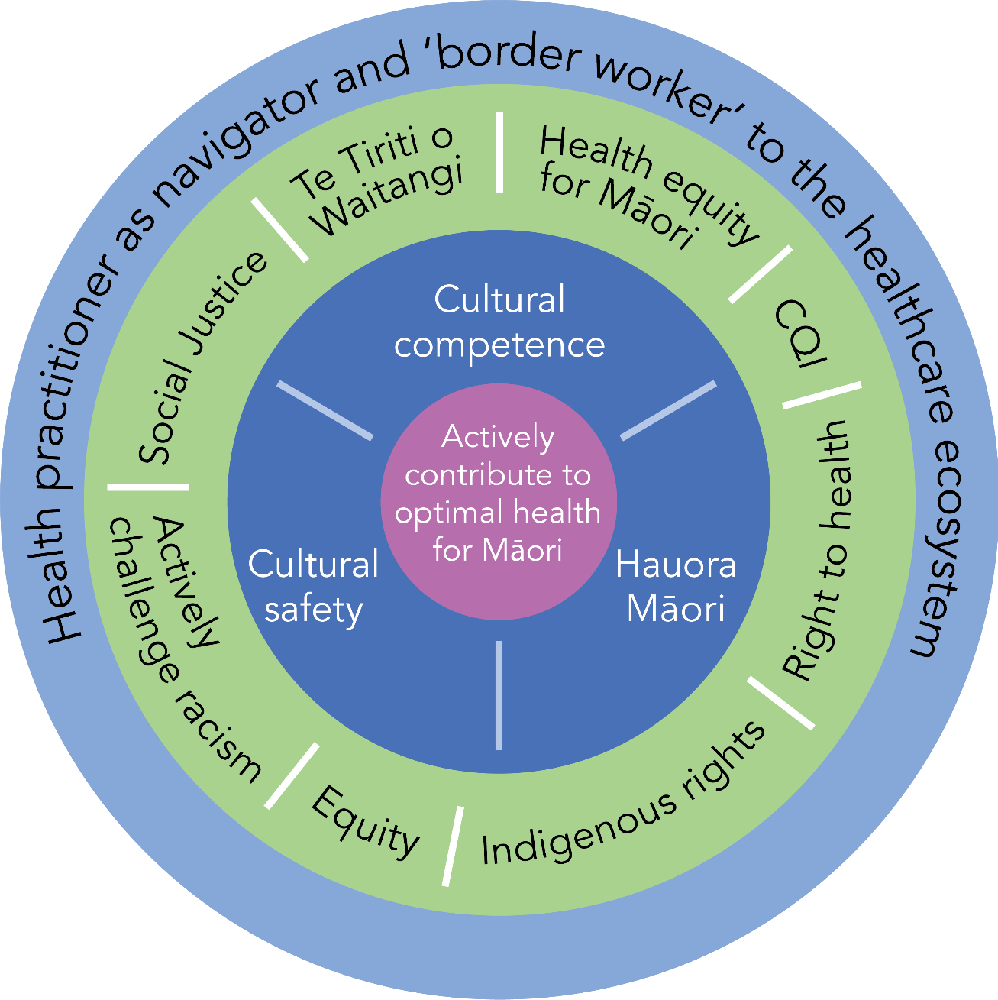 Health practitioner as navigator and ‘border worker’ to the healthcare ecosystem
Te Tiriti o
Waitangi
Health equity
for Māori
CQI
Right to health
Indigenous rights
Equity
Actively
challenge racism
Social Justice
Cultural
competence
Hauora
Māori
Cultural
safety
Actively
contribute to
optimal health
for Māori